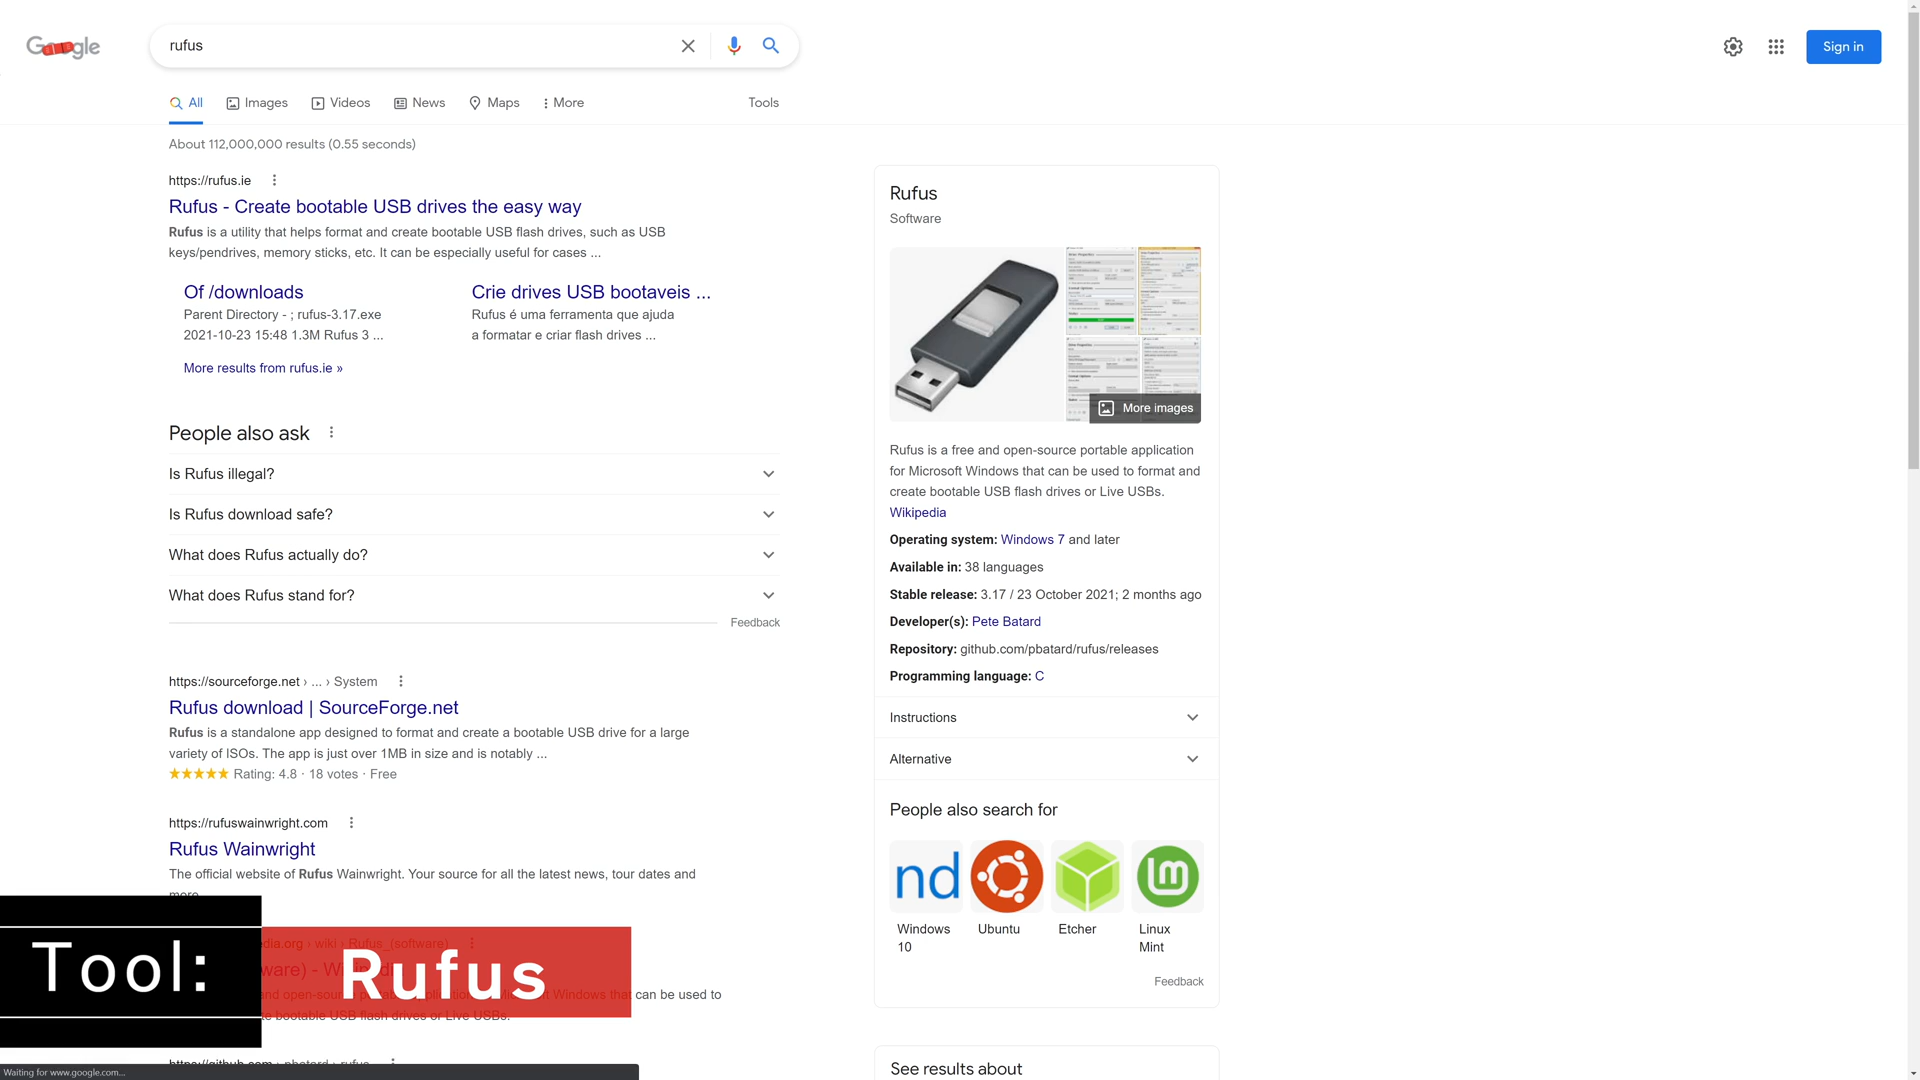 Google
rufus
Sign in
All
Images
Videos
News
Maps
More
Tools
About 112,000,000 results (0.55 seconds)
https://rufus.ie
Rufus - Create bootable USB drives the easy way
Rufus is a utility that helps format and create bootable USB flash drives, such as USB
keys/pendrives, memory sticks, etc. It can be especially useful for cases ...
Of /downloads
Parent Directory - ; rufus-3.17.exe
2021-10-23 15:48 1.3M Rufus 3 ...
Crie drives USB bootaveis ...
Rufus é uma ferramenta que ajuda
a formatar e criar flash drives ...
More results from rufus.ie »
People also ask
Is Rufus illegal?
Is Rufus download safe?
What does Rufus actually do?
What does Rufus stand for?
Feedback
https://sourceforge.net › ... › System
Rufus download | SourceForge.net
Rufus is a standalone app designed to format and create a bootable USB drive for a large
variety of ISOs. The app is just over 1MB in size and is notably ...
Rating: 4.8 · 18 votes · Free
https://rufuswainwright.com
Rufus Wainwright
The official website of Rufus Wainwright. Your source for all the latest news, tour dates and
more.
dia.org › wiki › Rufus_(software)
ware) - Wi
and open-sour Windows that can be used to
te bootable USB flash drives or Live USBs.
https://github.com › pbatard › rufus
Tool:
Rufus
Waiting for www.google.com...
Rufus
Software
More images
Rufus is a free and open-source portable application
for Microsoft Windows that can be used to format and
create bootable USB flash drives or Live USBs.
Wikipedia
Operating system: Windows 7 and later
Available in: 38 languages
Stable release: 3.17 / 23 October 2021; 2 months ago
Developer(s): Pete Batard
Repository: github.com/pbatard/rufus/releases
Programming language: C
Instructions
Alternative
People also search for
nd
Windows
10
Ubuntu
Etcher
Linux
Mint
Feedback
See results about